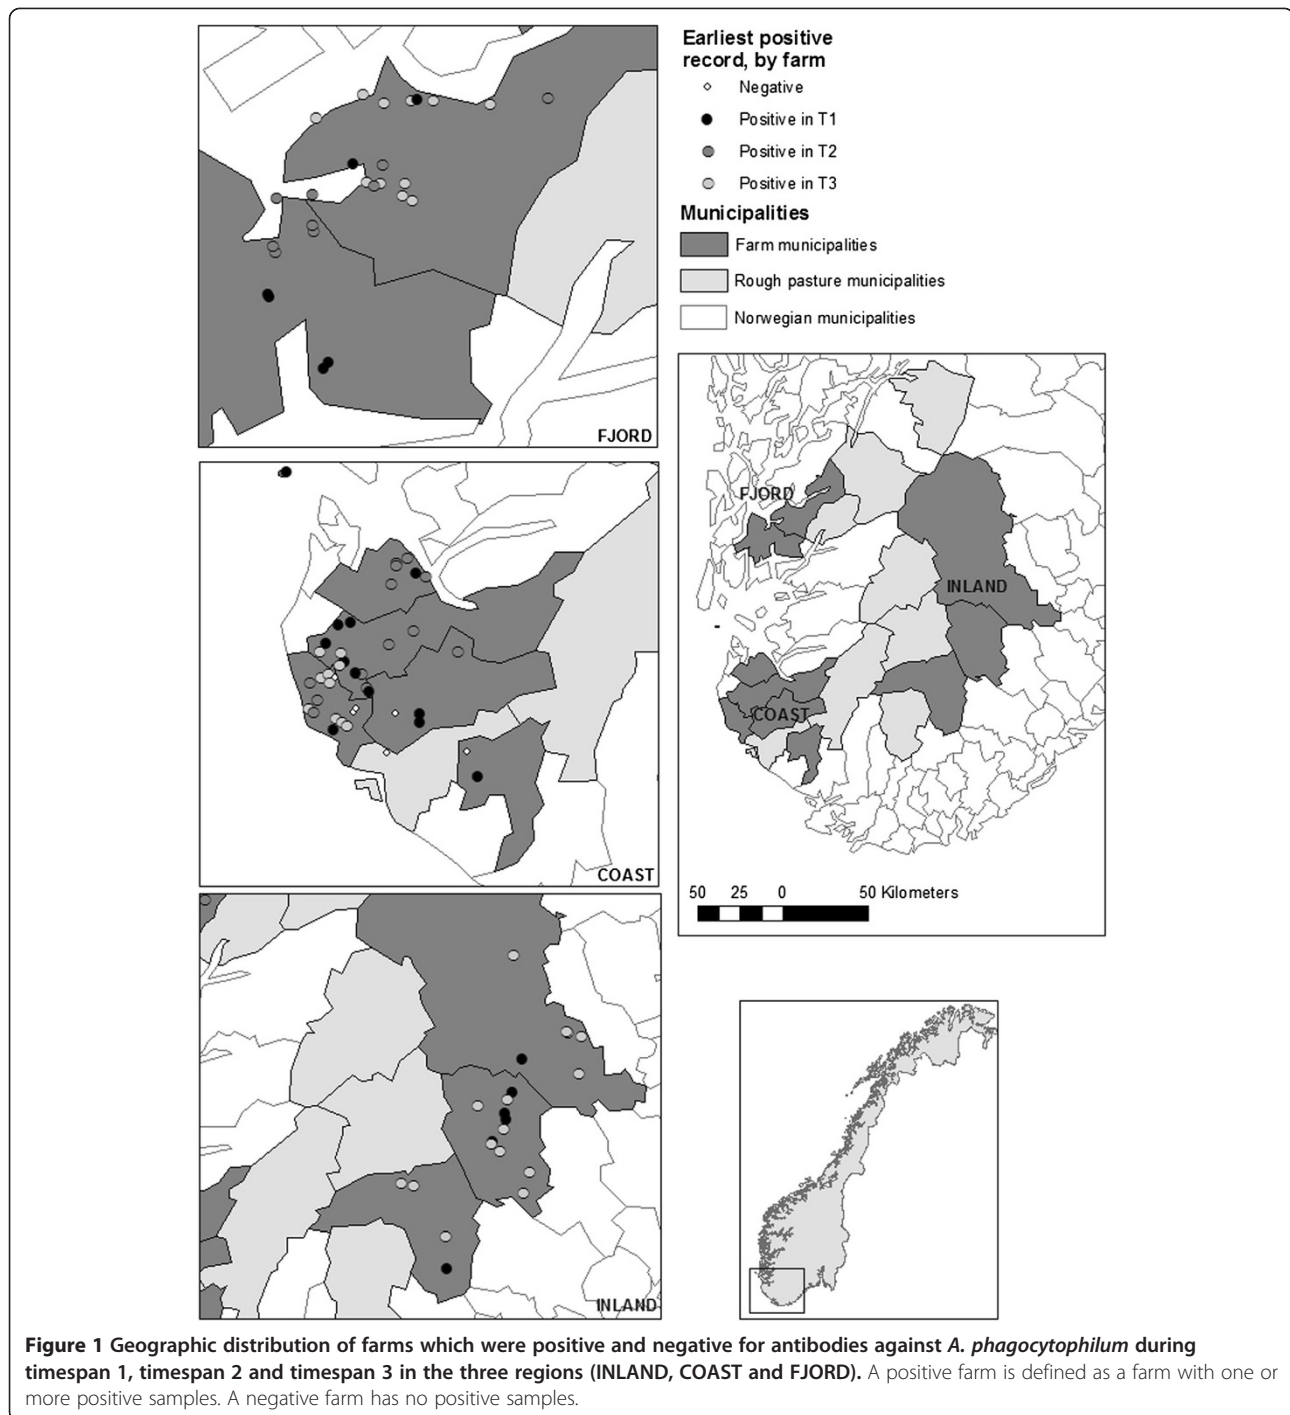 Earliest positive
record, by farm
Negative
Positive in T1
Positive in T2
Positive in T3
Municipalities
Farm municipalities
Rough pasture municipalities
Norwegian municipalities
FJORD
COAST
INLAND
FJORD
INLAND
COAST
50 25 0 50 Kilometers
Figure 1 Geographic distribution of farms which were positive and negative for antibodies against A. phagocytophilum during
timespan 1, timespan 2 and timespan 3 in the three regions (INLAND, COAST and FJORD). A positive farm is defined as a farm with one or
more positive samples. A negative farm has no positive samples.